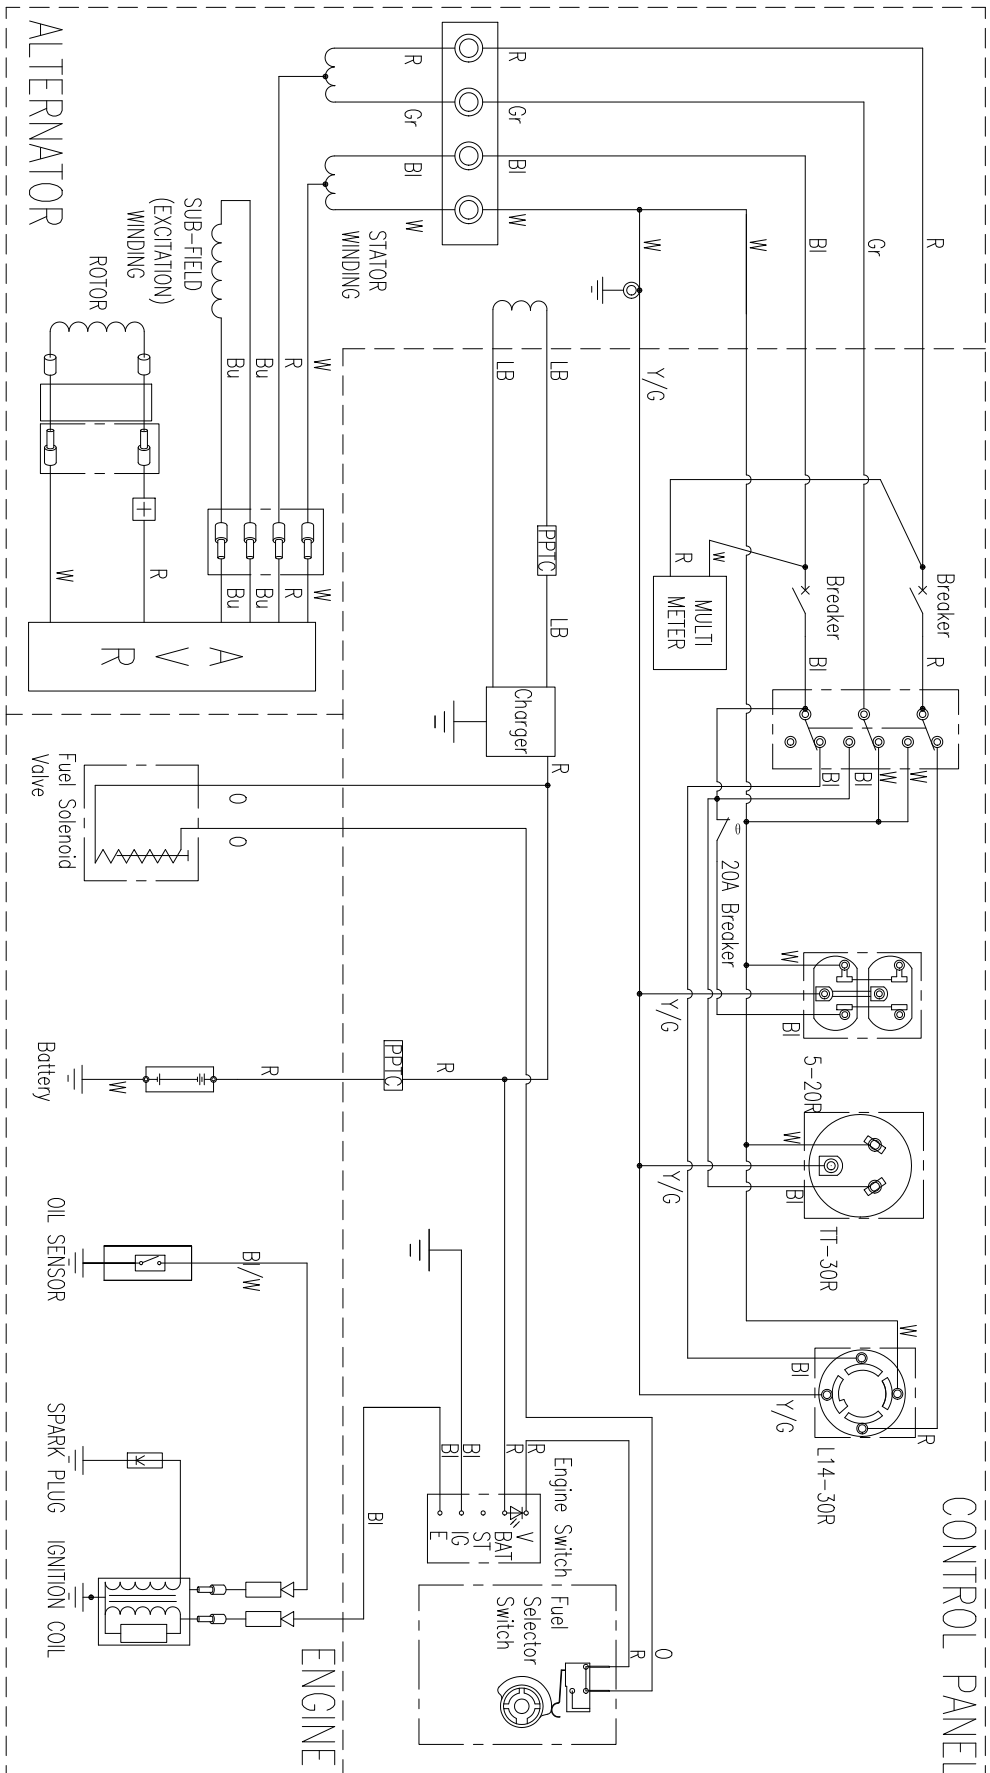 ALTERNATOR
CONTROL PANEL
ENGINE
R
Gr
Bl
W
R
Gr
Bl
W
STATOR
WINDING
SUB-FIELD
(EXCITATION)
WINDING
ROTOR
W
R
Bu
Bu
W
R
Bu
Bu
W
R
AVR
R
Gr
Bl
W
W
Y/G
LB
LB
PPTC
LB
Charger
R
MULTI
METER
R
W
Breaker
Breaker
R
Bl
W
W
Bl
Bl
20A Breaker
W
Bl
Y/G
5-20R
W
Bl
Y/G
TT-30R
W
Bl
Y/G
R
L14-30R
Fuel Solenoid
Valve
O
O
Battery
W
R
PPTC
R
OIL SENSOR
Bl/W
SPARK PLUG
IGNITION COIL
Bl
Bl
Bl
R
R
Engine Switch
V
BAT
ST
IG
E
Fuel
Selector
Switch
R
O